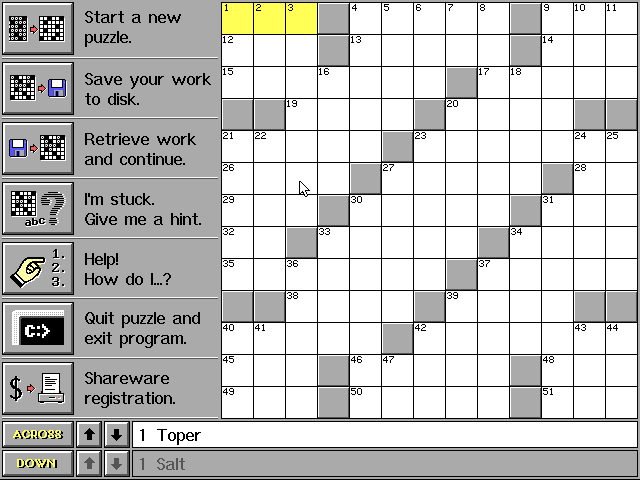 Start a new
puzzle.
Save your work
to disk.
Retrieve work
and continue.
abc ?
I'm stuck.
Give me a hint.
1.
2.
3.
Help!
How do I...?
C:>
Quit puzzle and
exit program.
$
Shareware
registration.
1 2 3 4 5 6 7 8 9 10 11
12 13 14
15 16 17 18
19 20
21 22 23 24 25
26 27 28
29 30 31
32 33 34
35 36 37
38 39
40 41 42 43 44
45 46 47 48
49 50 51
ACROSS 1 Toper
DOWN 1 Salt